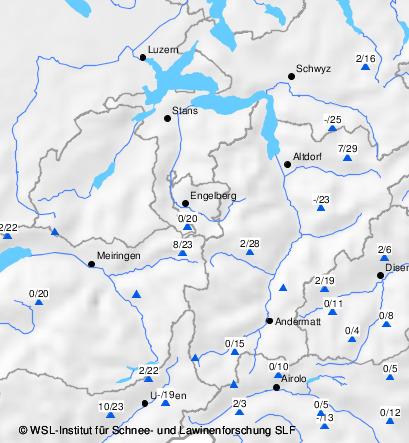 Luzern
2/16
Schwyz
Stans
-/25
7/29
Altdorf
Engelberg
-/23
0/20
2/22
8/23
2/28
2/6
Meiringen
Disen
2/19
0/20
0/11
0/8
Andermatt
0/4
0/15
0/10
0/5
2/22
Airolo
U-/19en
10/23
2/3
0/5
-/13
0/12
© WSL-Institut für Schnee- und Lawinenforschung SLF